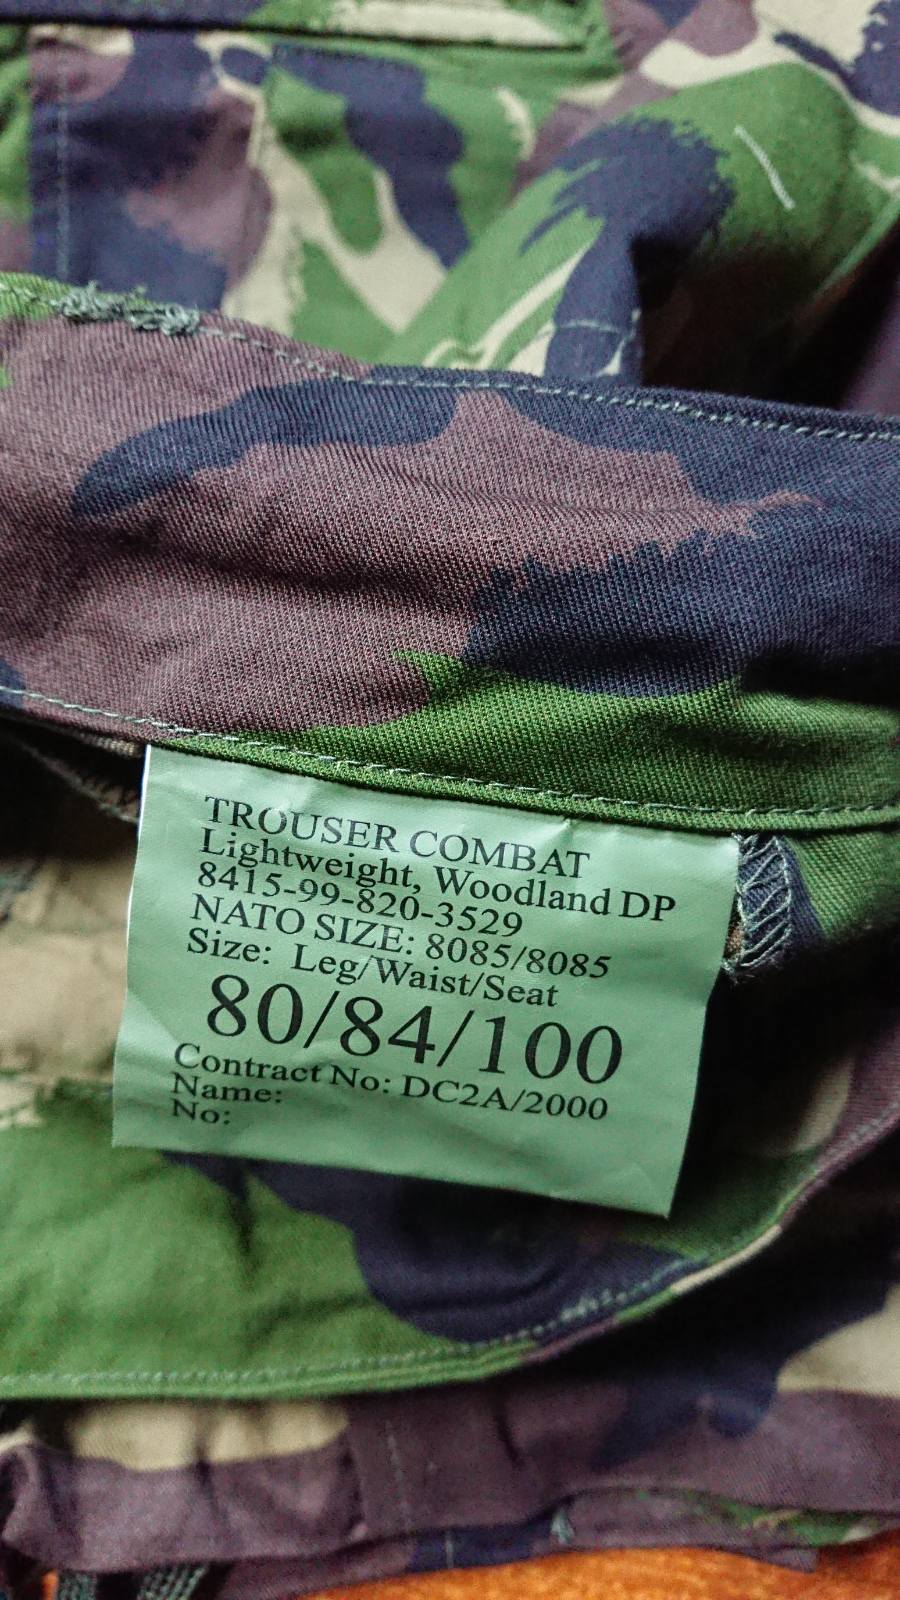 TROUSER COMBAT
Lightweight, Woodland DP
8415-99-820-3529
NATO SIZE: 8085/8085
Size: Leg/Waist/Seat
80/84/100
Contract No: DC2A/2000
Name:
No: